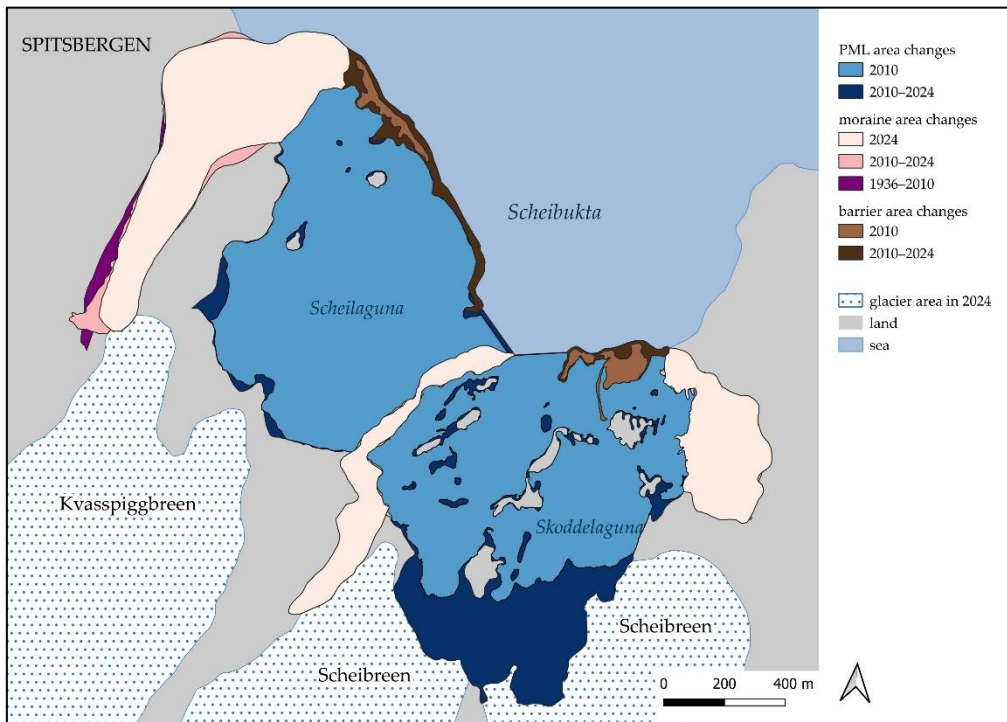 SPITSBERGEN
Scheibukta
Scheilaguna
Kvasspiggbreen
Skoddelaguna
Scheibreen
Scheibreen
0 200 400 m
PML area changes
2010
2010–2024
moraine area changes
2024
2010–2024
1936–2010
barrier area changes
2010
2010–2024
glacier area in 2024
land
sea